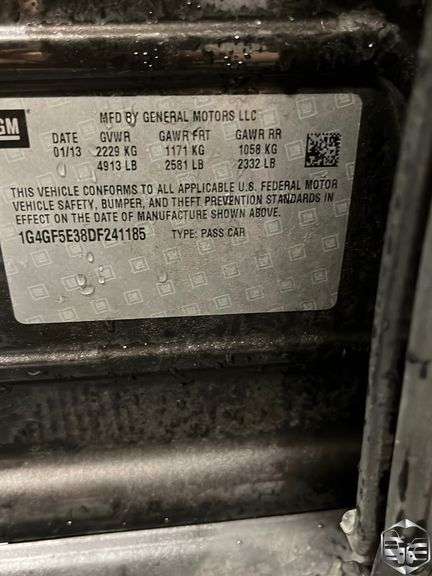 GM
MFD BY GENERAL MOTORS LLC
DATE GVWR GAWR FRT GAWR RR
01/13 2229 KG 1171 KG 1058 KG
4913 LB 2581 LB 2332 LB
THIS VEHICLE CONFORMS TO ALL APPLICABLE U.S. FEDERAL MOTOR
VEHICLE SAFETY, BUMPER, AND THEFT PREVENTION STANDARDS IN
EFFECT ON THE DATE OF MANUFACTURE SHOWN ABOVE.
1G4GF5E38DF241185 TYPE: PASS CAR